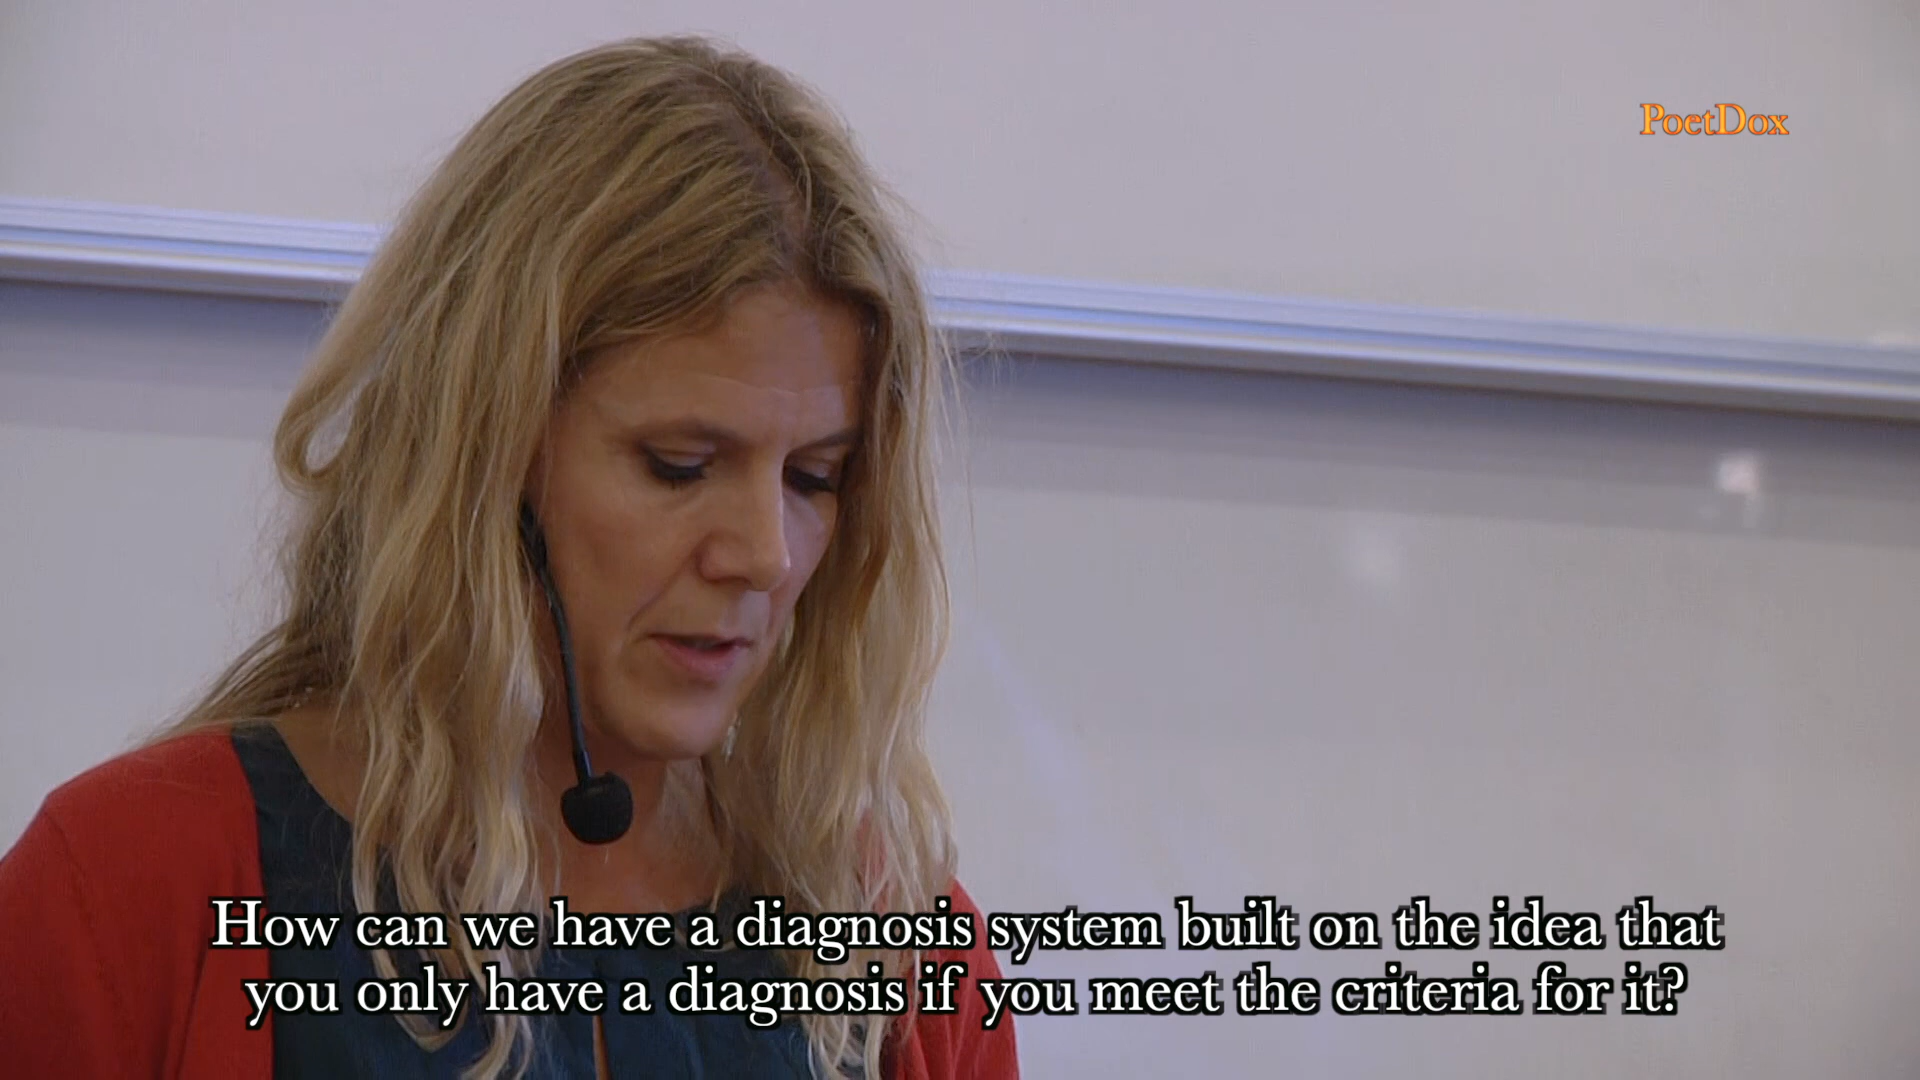 PoetDox
How can we have a diagnosis system built on the idea that
you only have a diagnosis if you meet the criteria for it?